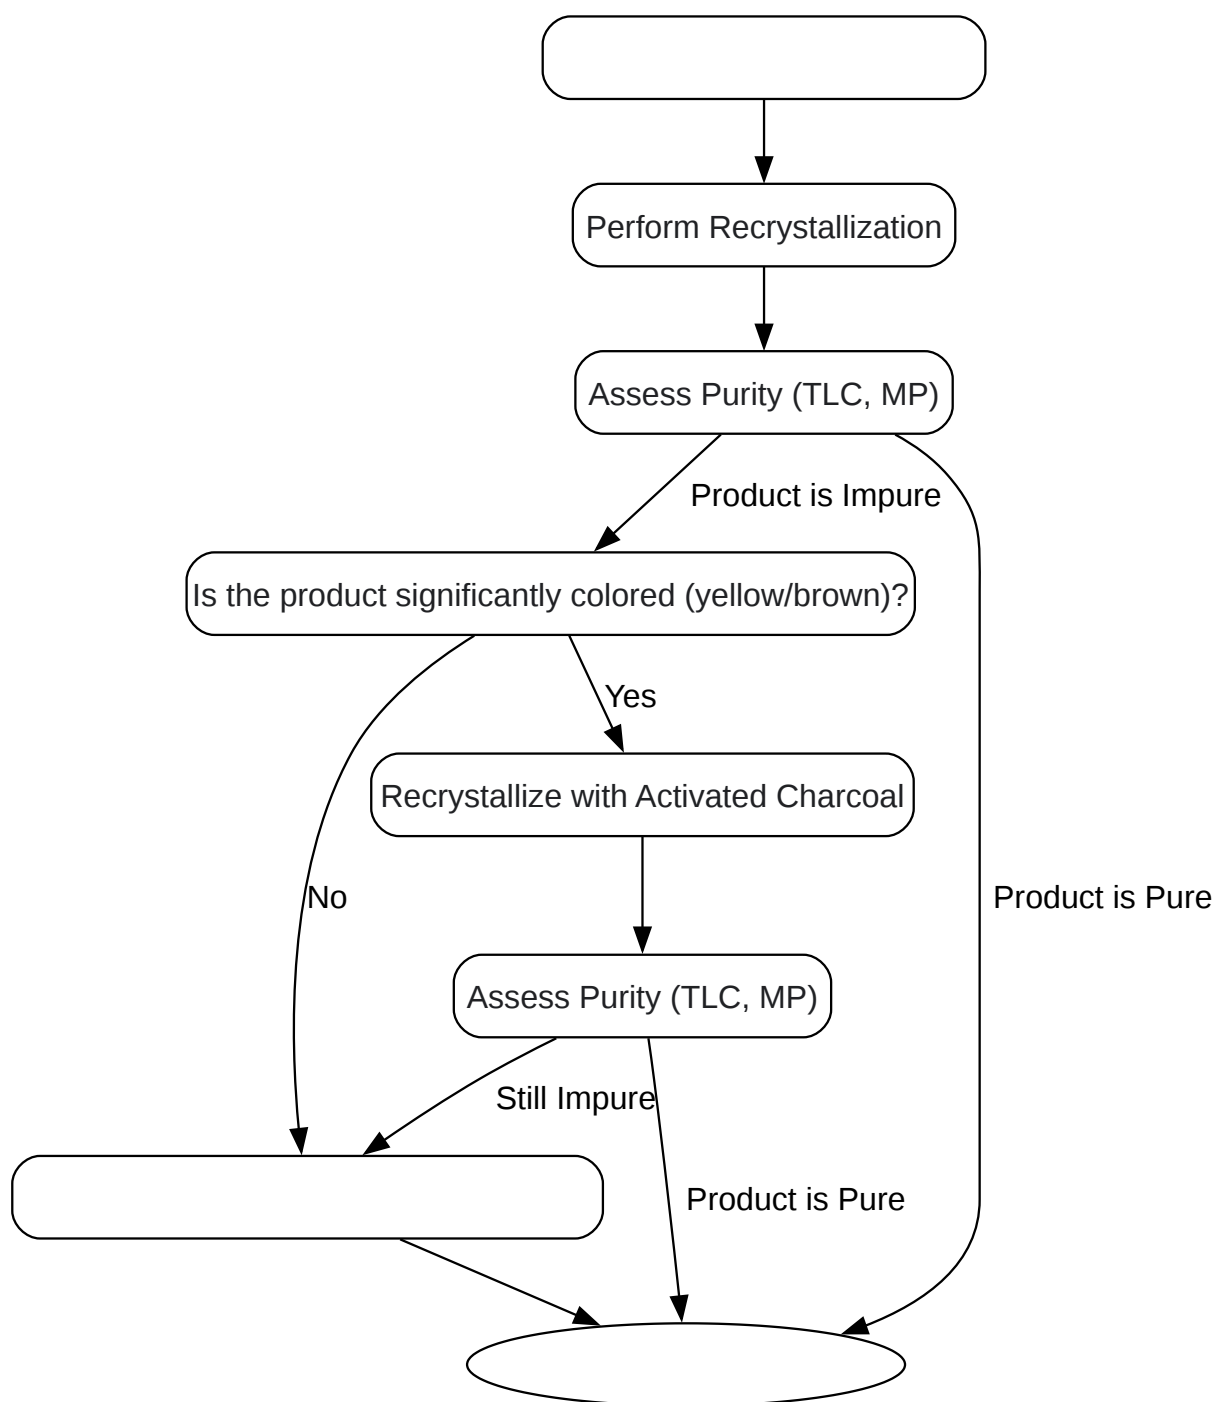 Perform Recrystallization
Assess Purity (TLC, MP)
Product is Impure
Is the product significantly colored (yellow/brown)?
Yes
Recrystallize with Activated Charcoal
No
Product is Pure
Assess Purity (TLC, MP)
Still Impure
Product is Pure